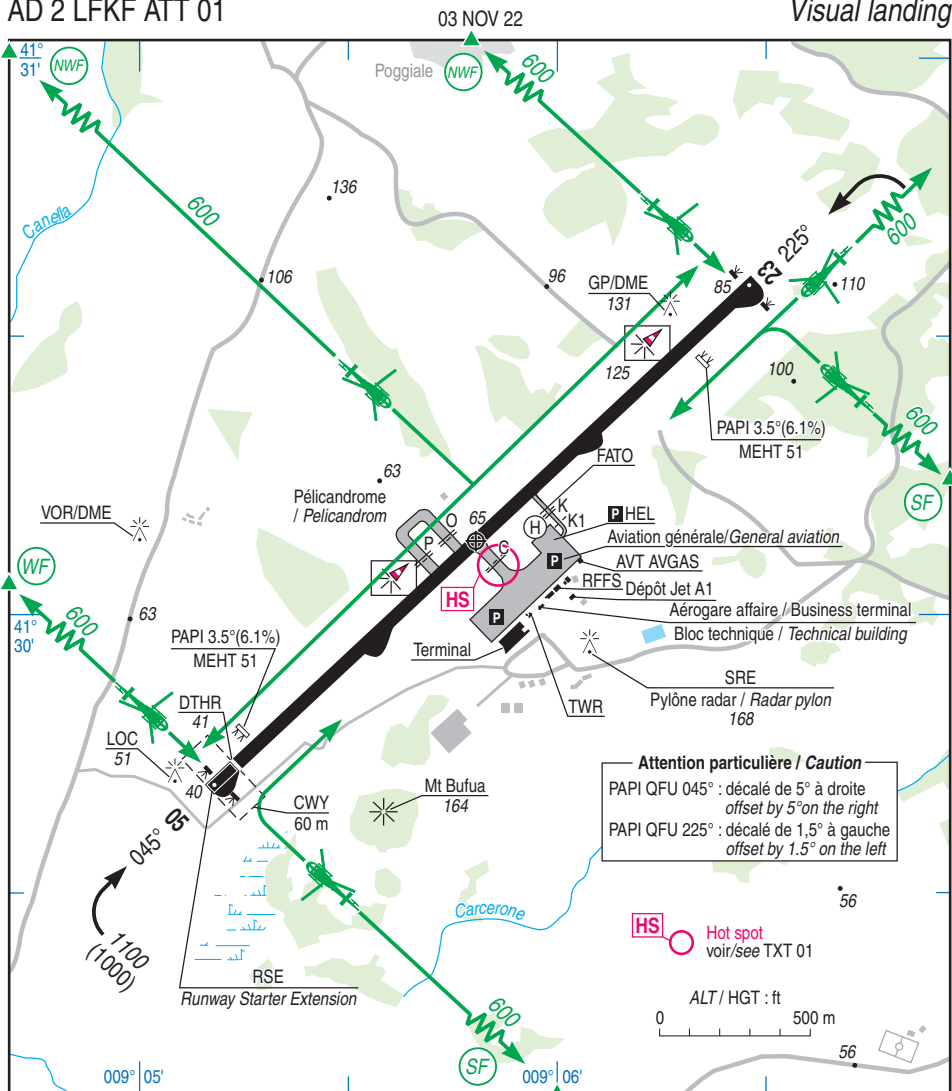 AD 2 LFKF ATT 01
03 NOV 22
Visual landing
41°
31'
NWF
Poggiale
NWF
600
136
Canella
600
600
106
96
GP/DME
131
85
23
225°
110
125
100
PAPI 3.5°(6.1%)
MEHT 51
600
SF
FATO
63
Pélicandrome
/ Pelicandrom
VOR/DME
O
65
K
K1
P HEL
P
C
Aviation générale/General aviation
P
AVT AVGAS
H
WF
HS
RFFS
Dépôt Jet A1
Aérogare affaire / Business terminal
Bloc technique / Technical building
P
41°
30'
600
63
PAPI 3.5°(6.1%)
MEHT 51
Terminal
TWR
SRE
Pylône radar / Radar pylon
168
DTHR
41
LOC
51
40
05
045°
CWY
60 m
Mt Bufua
164
Attention particulière / Caution
PAPI QFU 045° : décalé de 5° à droite
offset by 5°on the right
PAPI QFU 225° : décalé de 1,5° à gauche
offset by 1.5° on the left
56
Carcerone
HS
Hot spot
voir/see TXT 01
1100
(1000)
RSE
Runway Starter Extension
ALT / HGT : ft
0 500 m
600
SF
56
009° 05'
009° 06'